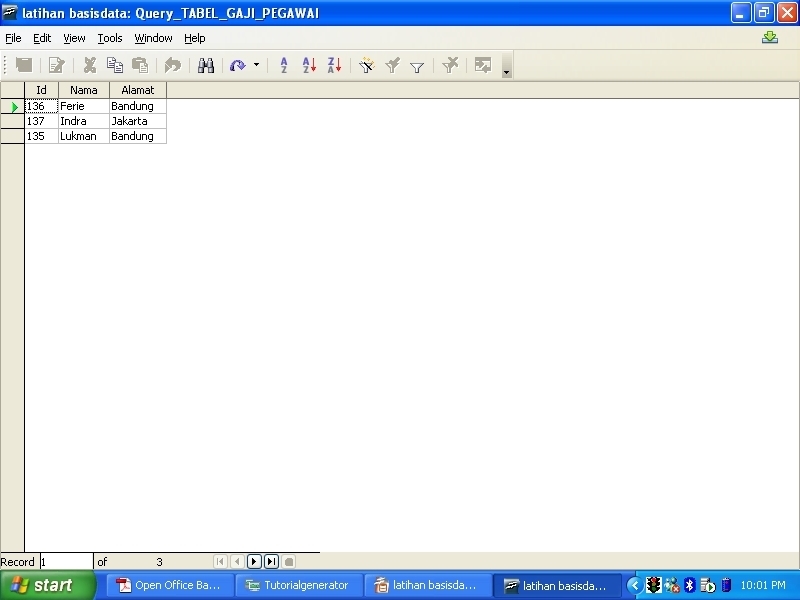 latihan basisdata: Query_TABEL_GAJI_PEGAWAI
File Edit View Tools Window Help
A Z A Z Z A
Id Nama Alamat
136 Ferie Bandung
137 Indra Jakarta
135 Lukman Bandung
Record 1 of 3
start Open Office Ba... Tutorialgenerator latihan basisda... latihan basisda... 10:01 PM